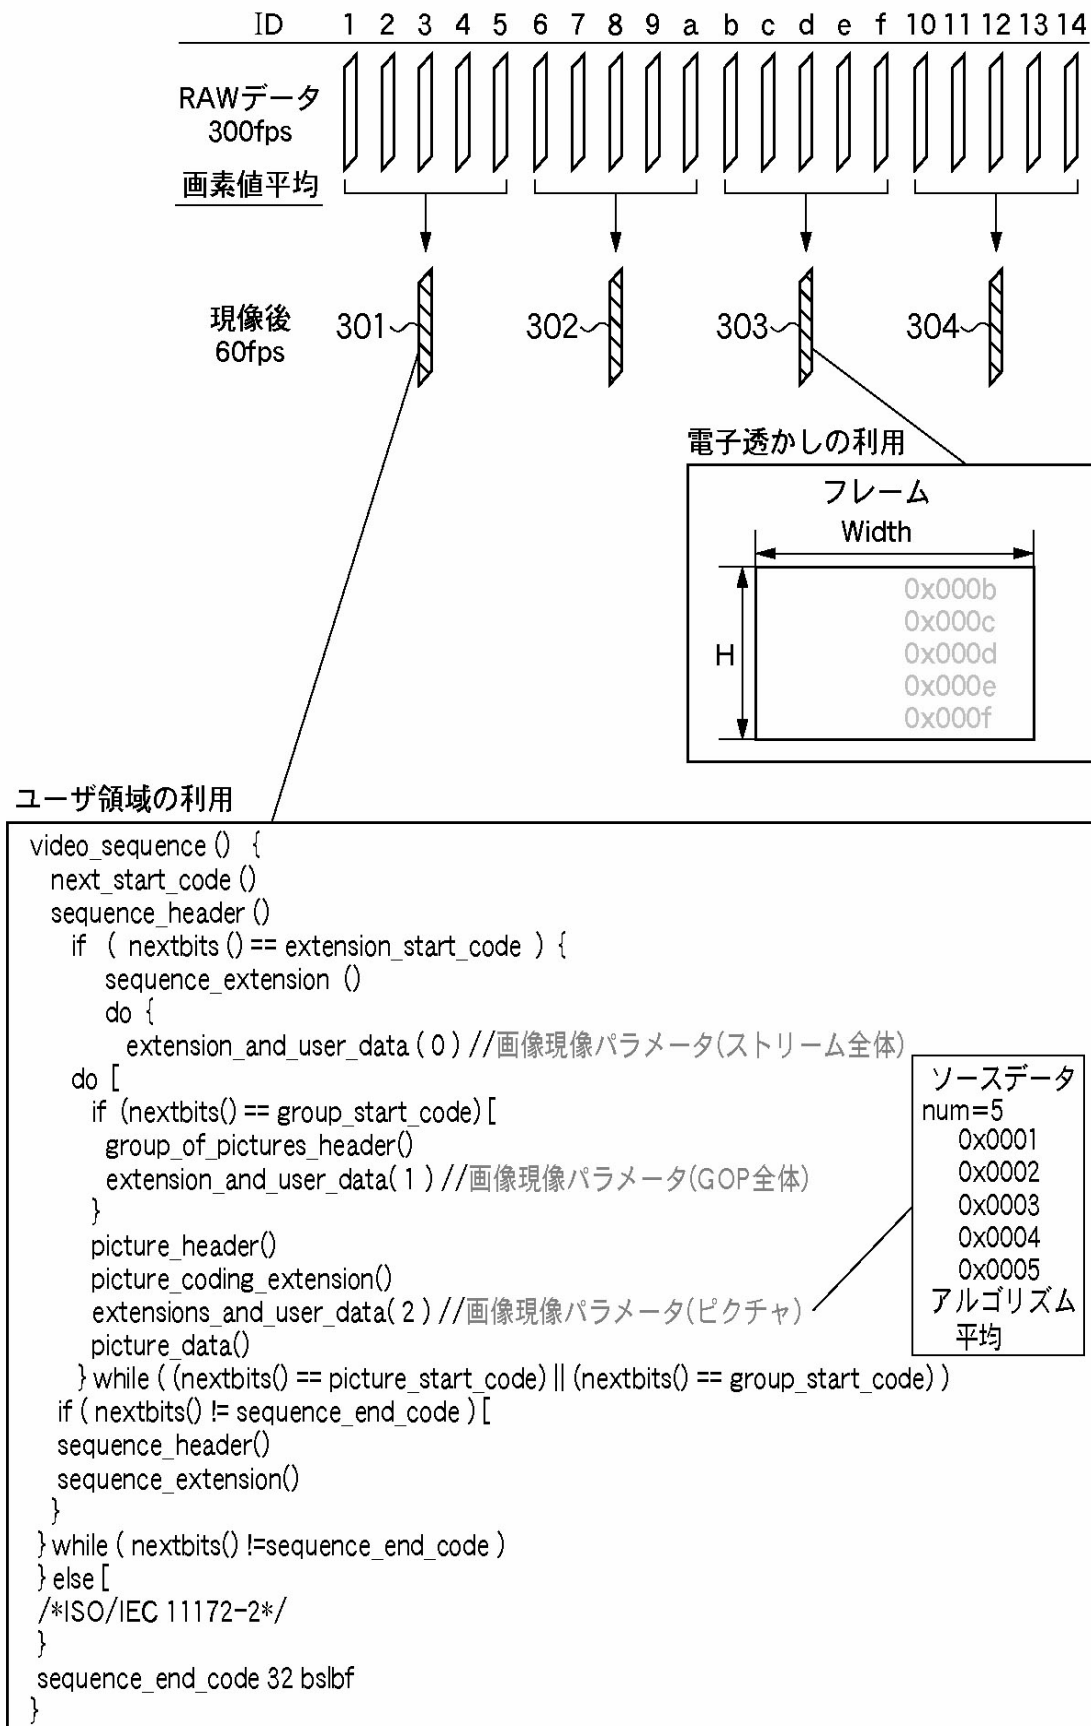 ID 1 2 3 4 5 6 7 8 9 a b c d e f 10 11 12 13 14
RAWデータ
300fps
画素値平均
現像後
60fps
301
302
303
304
電子透かしの利用
フレーム
Width
H
0x000b
0x000c
0x000d
0x000e
0x000f
ユーザ領域の利用
video_sequence () {
next_start_code ()
sequence_header ()
if ( nextbits () == extension_start_code ) {
sequence_extension ()
do {
extension_and_user_data ( 0 ) //画像現像パラメータ(ストリーム全体)
do [
if (nextbits() == group_start_code) [
group_of_pictures_header()
extension_and_user_data( 1 ) //画像現像パラメータ(GOP全体)
}
picture_header()
picture_coding_extension()
extensions_and_user_data( 2 ) //画像現像パラメータ(ピクチャ)
picture_data()
} while ( (nextbits() == picture_start_code) || (nextbits() == group_start_code) )
if ( nextbits() != sequence_end_code ) [
sequence_header()
sequence_extension()
}
} while ( nextbits() !=sequence_end_code )
} else [
/*ISO/IEC 11172-2*/
}
sequence_end_code 32 bslbf
}
ソースデータ
num=5
0x0001
0x0002
0x0003
0x0004
0x0005
アルゴリズム
平均